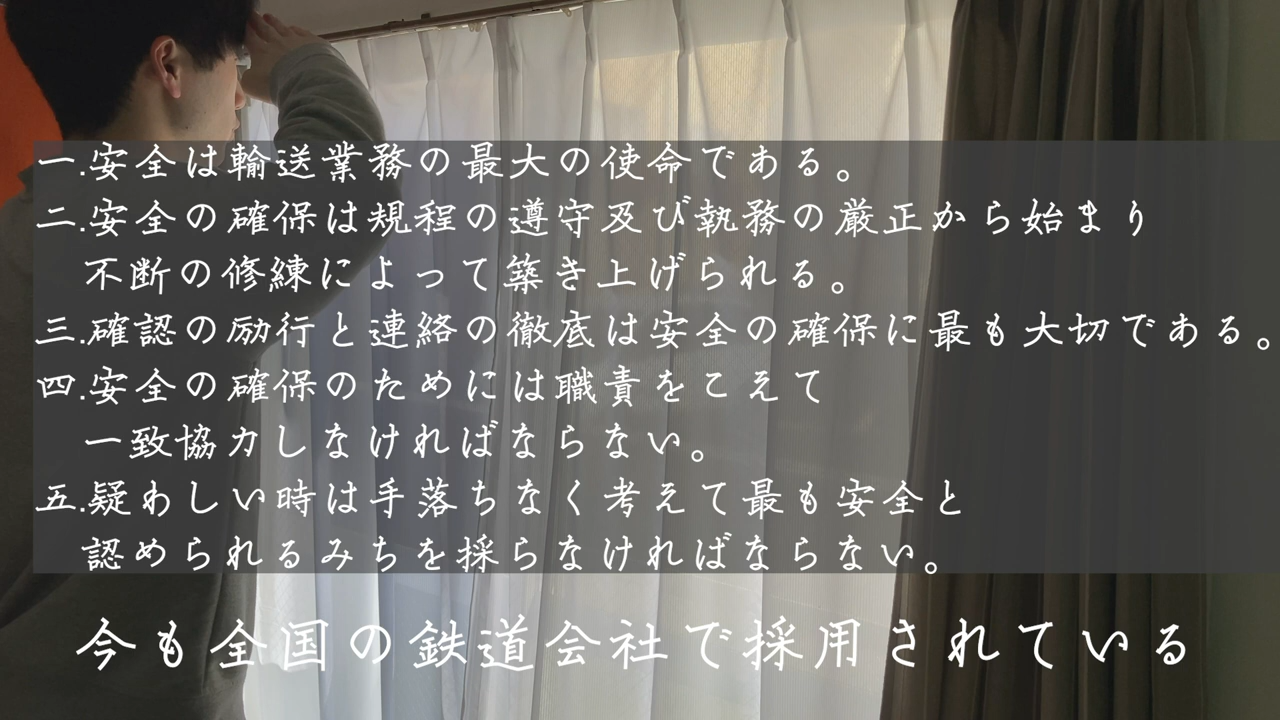 一.安全は輸送業務の最大の使命である。
二.安全の確保は規程の遵守及び執務の厳正から始まり
不断の修練によって築き上げられる。
三.確認の励行と連絡の徹底は安全の確保に最も大切である。
四.安全の確保のためには職責をこえて
一致協力しなければならない。
五.疑わしい時は手落ちなく考えて最も安全と
認められるみちを採らなければならない。
今も全国の鉄道会社で採用されている